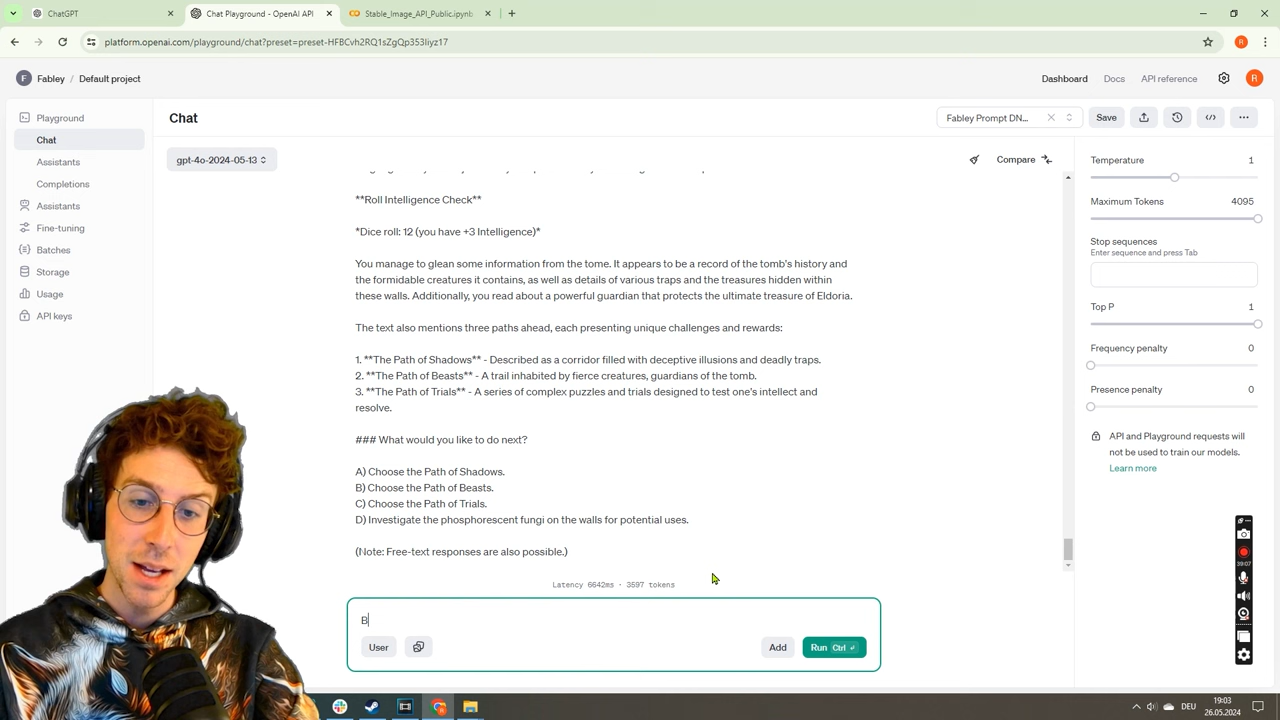 ChatGPT
Chat Playground - OpenAI API
Stable_Image_API_Public.ipynb
platform.openai.com/playground/chat?preset=preset-HFBCvh2RQ1sZgQp353Iiyz17
R
F Fabley / Default project
Dashboard Docs API reference
R
Playground
Chat
Assistants
Completions
Assistants
Fine-tuning
Batches
Storage
Usage
API keys
Chat
Fabley Prompt DN...
Save
gpt-4o-2024-05-13
Compare
**Roll Intelligence Check**
*Dice roll: 12 (you have +3 Intelligence)*
You manage to glean some information from the tome. It appears to be a record of the tomb's history and
the formidable creatures it contains, as well as details of various traps and the treasures hidden within
these walls. Additionally, you read about a powerful guardian that protects the ultimate treasure of Eldoria.
The text also mentions three paths ahead, each presenting unique challenges and rewards:
1. **The Path of Shadows** - Described as a corridor filled with deceptive illusions and deadly traps.
2. **The Path of Beasts** - A trail inhabited by fierce creatures, guardians of the tomb.
3. **The Path of Trials** - A series of complex puzzles and trials designed to test one's intellect and
resolve.
### What would you like to do next?
A) Choose the Path of Shadows.
B) Choose the Path of Beasts.
C) Choose the Path of Trials.
D) Investigate the phosphorescent fungi on the walls for potential uses.
(Note: Free-text responses are also possible.)
Latency 6642ms · 3597 tokens
B
User
Add
Run Ctrl ↵
Temperature 1
Maximum Tokens 4095
Stop sequences
Enter sequence and press Tab
Top P 1
Frequency penalty 0
Presence penalty 0
API and Playground requests will
not be used to train our models.
Learn more
39:07
DEU
19:03
26.05.2024